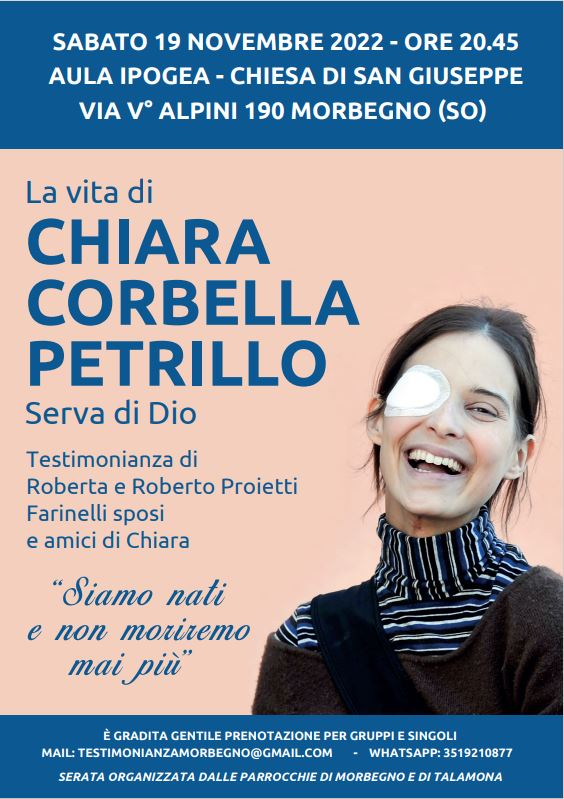 SABATO 19 NOVEMBRE 2022 - ORE 20.45
AULA IPOGEA - CHIESA DI SAN GIUSEPPE
VIA V° ALPINI 190 MORBEGNO (SO)
La vita di
CHIARA
CORBELLA
PETRILLO
Serva di Dio
Testimonianza di
Roberta e Roberto Proietti
Farinelli sposi
e amici di Chiara
“Siamo nati
e non moriremo
mai più”
È GRADITA GENTILE PRENOTAZIONE PER GRUPPI E SINGOLI
MAIL: TESTIMONIANZAMORBEGNO@GMAIL.COM - WHATSAPP: 3519210877
SERATA ORGANIZZATA DALLE PARROCCHIE DI MORBEGNO E DI TALAMONA